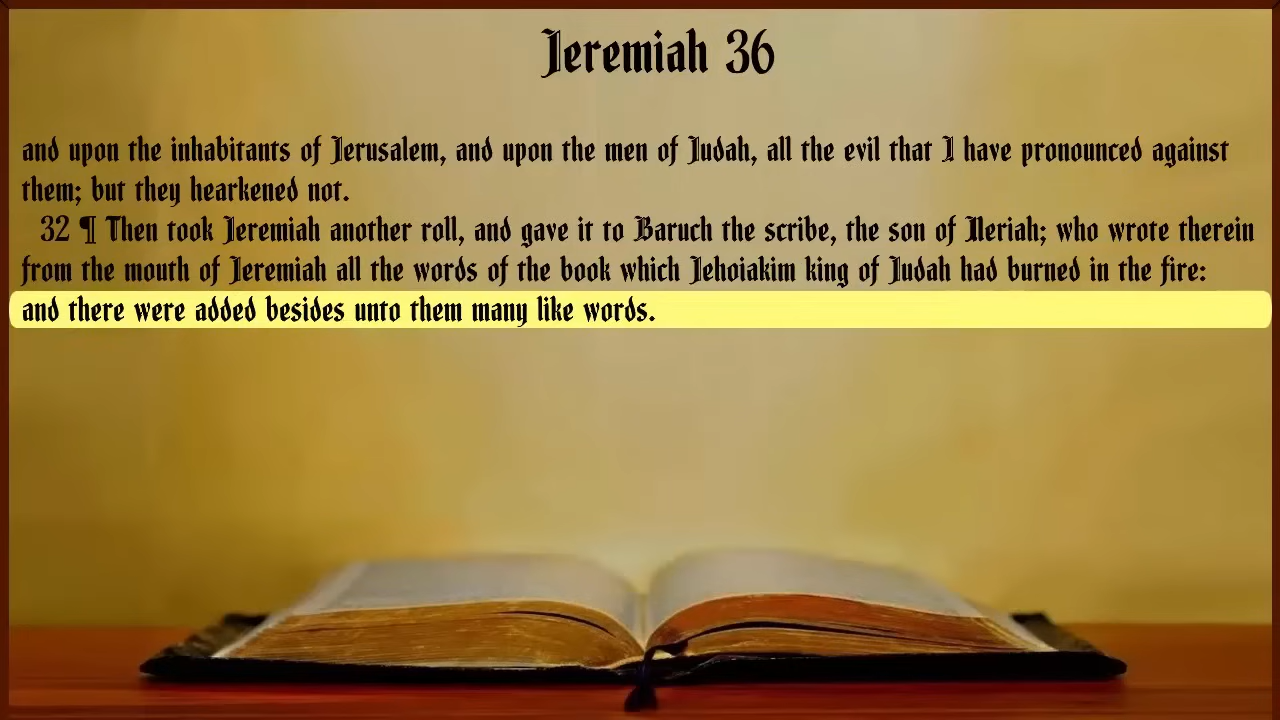 Jeremiah 36
and upon the inhabitants of Jerusalem, and upon the men of Judah, all the evil that I have pronounced against
them; but they hearkened not.
32 ¶ Then took Jeremiah another roll, and gave it to Baruch the scribe, the son of Neriah; who wrote therein
from the mouth of Jeremiah all the words of the book which Jehoiakim king of Judah had burned in the fire:
and there were added besides unto them many like words.